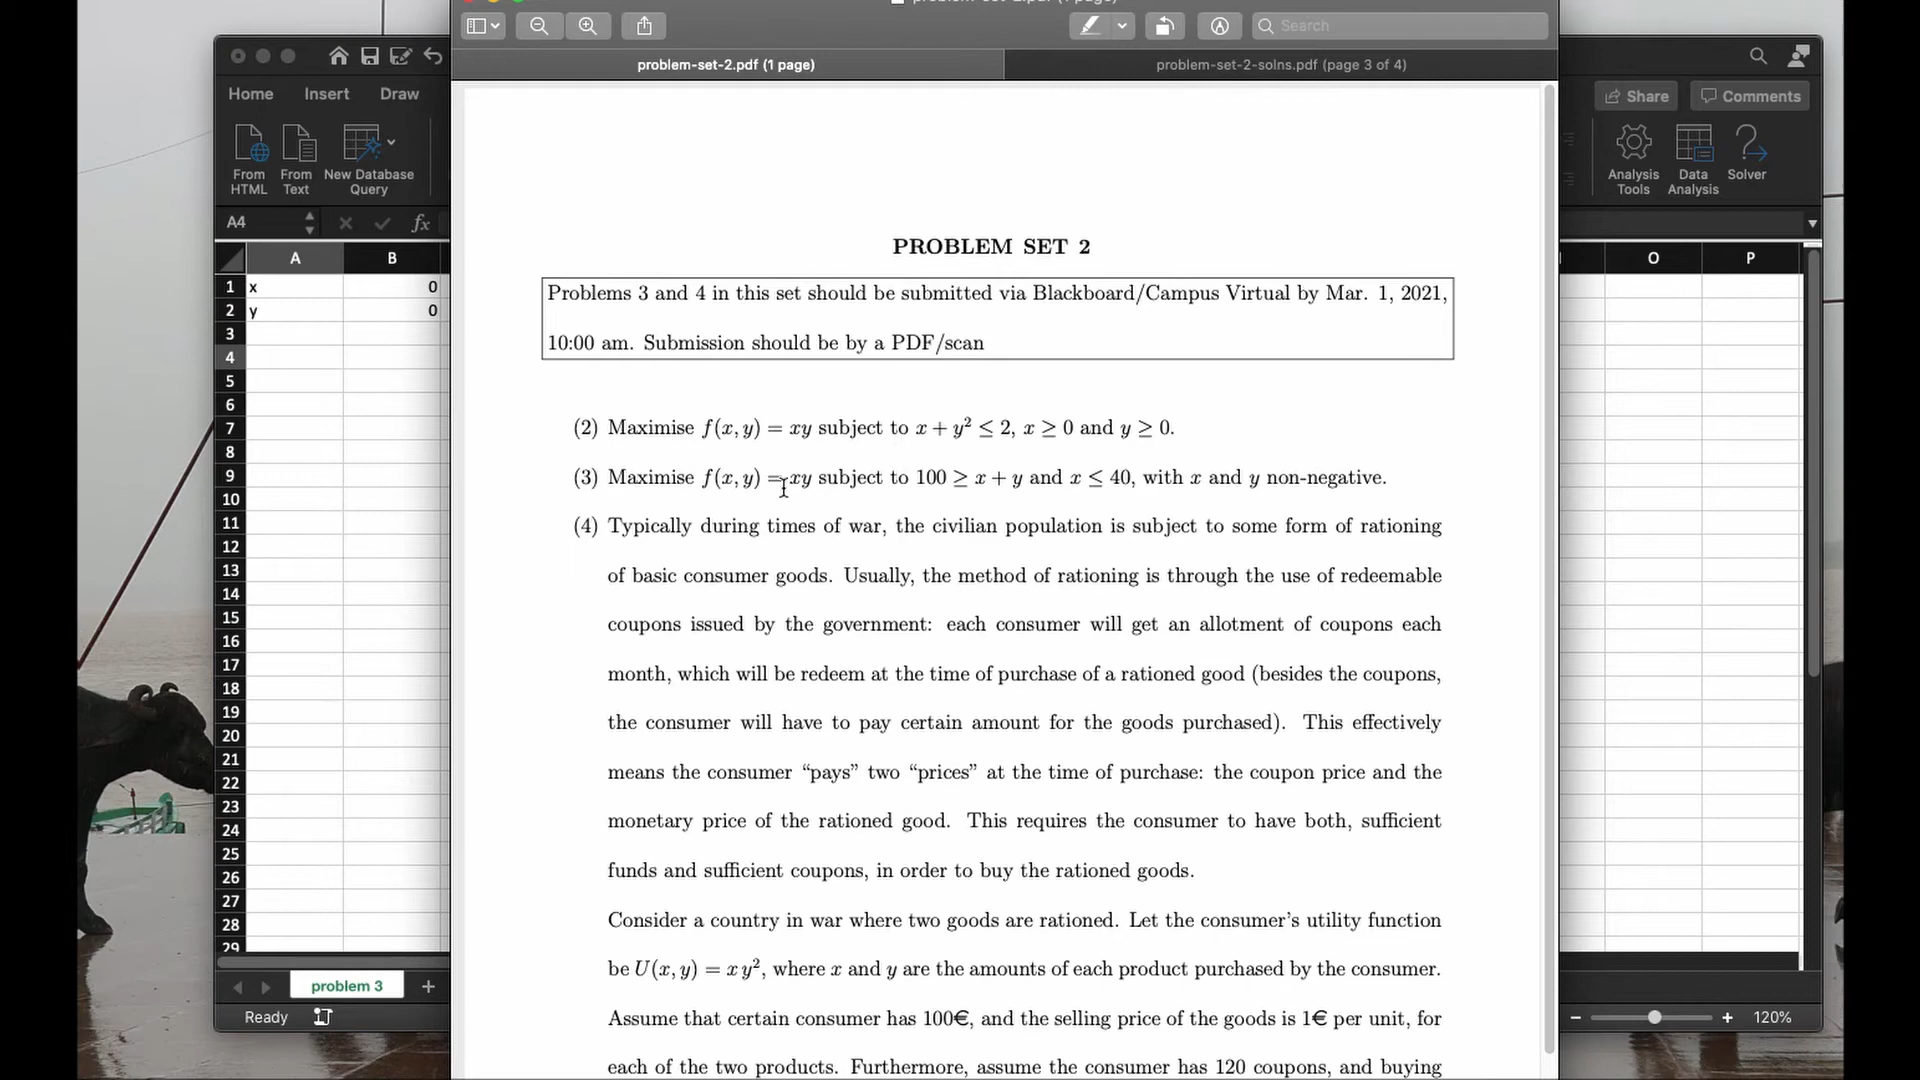 Search
problem-set-2.pdf (1 page)
problem-set-2-solns.pdf (page 3 of 4)
Home Insert Draw
Share Comments
From HTML
From Text
New Database Query
Analysis Tools
Data Analysis
Solver
A4 fx
A B O P
1 x 0
2 y 0
3
4
5
6
7
8
9
10
11
12
13
14
15
16
17
18
19
20
21
22
23
24
25
26
27
28
29
PROBLEM SET 2
Problems 3 and 4 in this set should be submitted via Blackboard/Campus Virtual by Mar. 1, 2021,
10:00 am. Submission should be by a PDF/scan
(2) Maximise f(x, y) = xy subject to x + y² ≤ 2, x ≥ 0 and y ≥ 0.
(3) Maximise f(x, y) = xy subject to 100 ≥ x + y and x ≤ 40, with x and y non-negative.
(4) Typically during times of war, the civilian population is subject to some form of rationing
of basic consumer goods. Usually, the method of rationing is through the use of redeemable
coupons issued by the government: each consumer will get an allotment of coupons each
month, which will be redeem at the time of purchase of a rationed good (besides the coupons,
the consumer will have to pay certain amount for the goods purchased). This effectively
means the consumer “pays” two “prices” at the time of purchase: the coupon price and the
monetary price of the rationed good. This requires the consumer to have both, sufficient
funds and sufficient coupons, in order to buy the rationed goods.
Consider a country in war where two goods are rationed. Let the consumer’s utility function
be U(x, y) = x y², where x and y are the amounts of each product purchased by the consumer.
Assume that certain consumer has 100€, and the selling price of the goods is 1€ per unit, for
each of the two products. Furthermore, assume the consumer has 120 coupons, and buying
problem 3 +
Ready
− + 120%